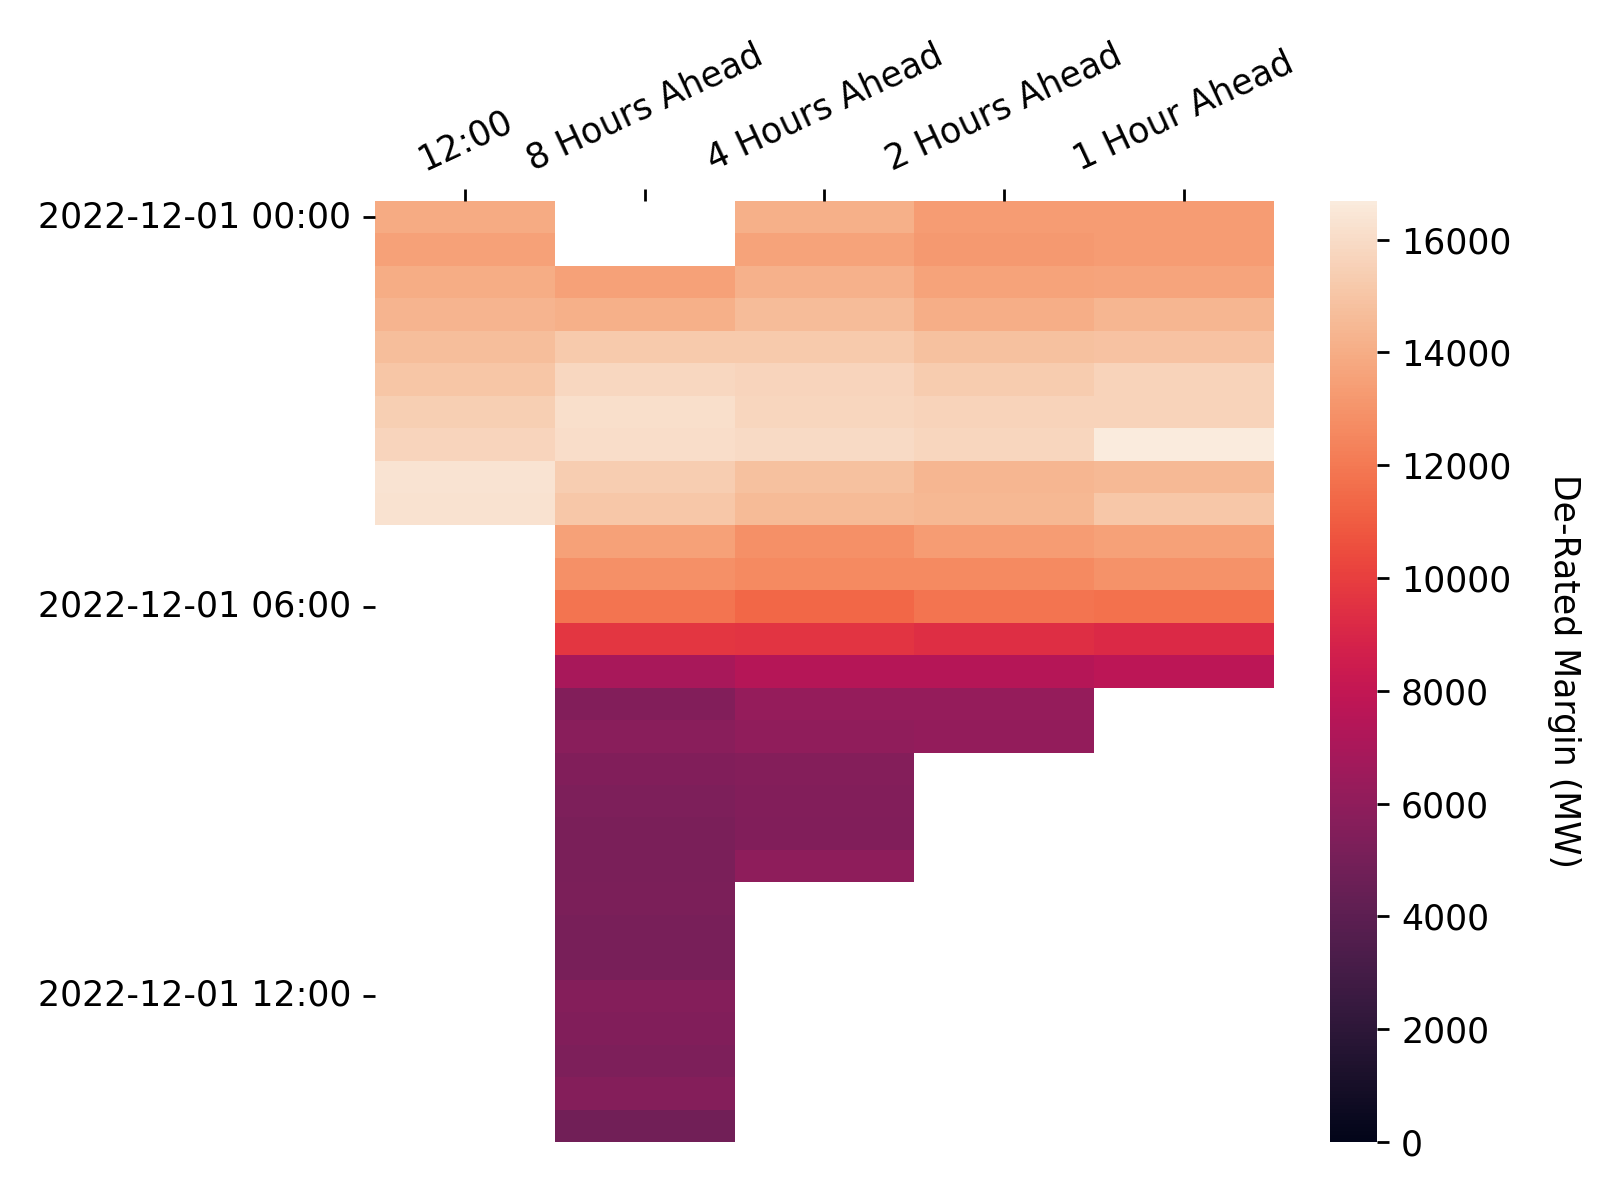 12:00
8 Hours Ahead
4 Hours Ahead
2 Hours Ahead
1 Hour Ahead
2022-12-01 00:00
2022-12-01 06:00
2022-12-01 12:00
16000
14000
12000
10000
8000
6000
4000
2000
0
De-Rated Margin (MW)